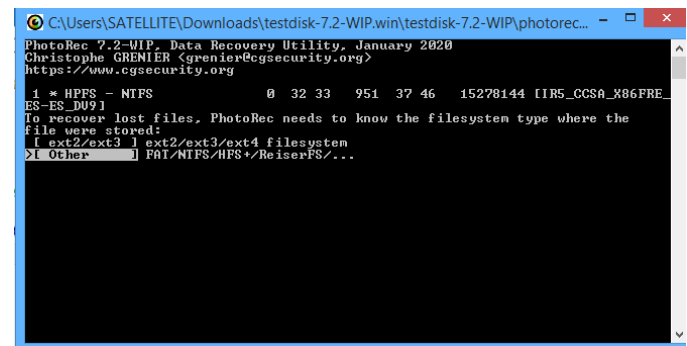 C:\Users\SATELLITE\Downloads\testdisk-7.2-WIP.win\testdisk-7.2-WIP\photorec...
PhotoRec 7.2-WIP, Data Recovery Utility, January 2020
Christophe GRENIER <grenier@cgsecurity.org>
https://www.cgsecurity.org
1 * HPFS - NTFS 0 32 33 951 37 46 15278144 [IR5_CCSA_X86FRE_
ES-ES_DV9]
To recover lost files, PhotoRec needs to know the filesystem type where the
file were stored:
[ ext2/ext3 ] ext2/ext3/ext4 filesystem
>[ Other ] FAT/NTFS/HFS+/ReiserFS/...